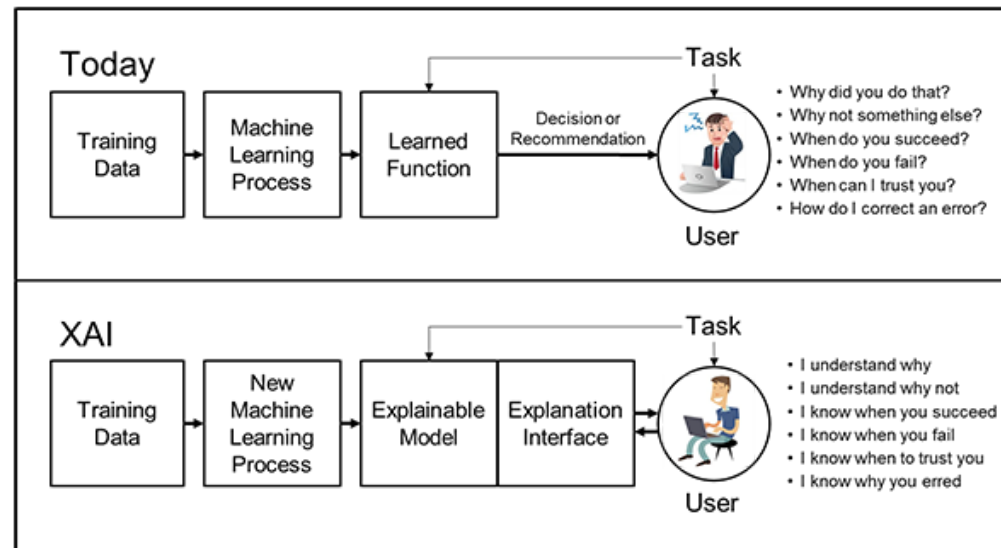 Today
Task
Training
Data
Machine
Learning
Process
Learned
Function
Decision or
Recommendation
User
• Why did you do that?
• Why not something else?
• When do you succeed?
• When do you fail?
• When can I trust you?
• How do I correct an error?
XAI
Task
Training
Data
New
Machine
Learning
Process
Explainable
Model
Explanation
Interface
User
• I understand why
• I understand why not
• I know when you succeed
• I know when you fail
• I know when to trust you
• I know why you erred